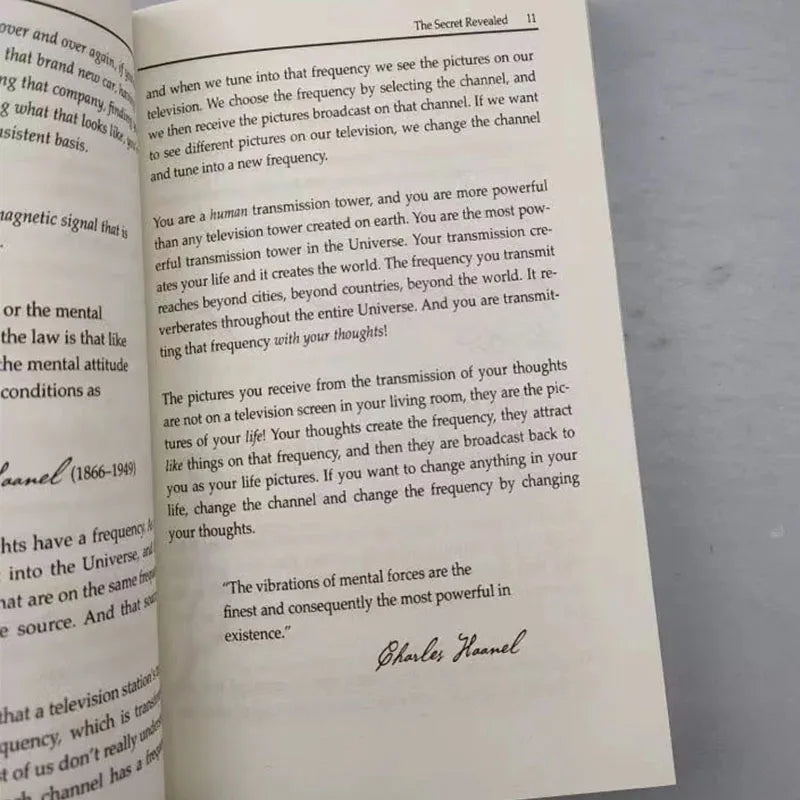 over and over again, if
that brand new car,
ing that company, finding
g what that looks like,
nsistent basis.
magnetic signal that is
or the mental
the law is that like
the mental attitude
conditions as
Haanel (1866–1949)
hts have a frequency.
into the Universe, and
hat are on the same
e source. And that
that a television station's
quency, which is
st of us don't really
channel has a
The Secret Revealed 11
and when we tune into that frequency we see the pictures on our
television. We choose the frequency by selecting the channel, and
we then receive the pictures broadcast on that channel. If we want
to see different pictures on our television, we change the channel
and tune into a new frequency.
You are a human transmission tower, and you are more powerful
than any television tower created on earth. You are the most pow-
erful transmission tower in the Universe. Your transmission cre-
ates your life and it creates the world. The frequency you transmit
reaches beyond cities, beyond countries, beyond the world. It re-
verberates throughout the entire Universe. And you are transmit-
ting that frequency with your thoughts!
The pictures you receive from the transmission of your thoughts
are not on a television screen in your living room, they are the pic-
tures of your life! Your thoughts create the frequency, they attract
like things on that frequency, and then they are broadcast back to
you as your life pictures. If you want to change anything in your
life, change the channel and change the frequency by changing
your thoughts.
"The vibrations of mental forces are the
finest and consequently the most powerful in
existence."
Charles Haanel